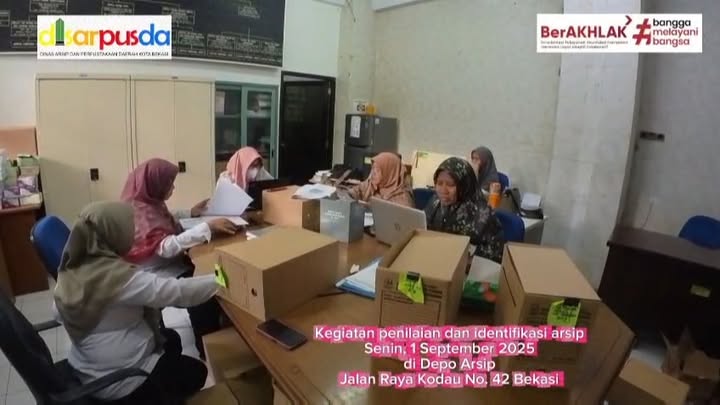 disarpusda
DINAS ARSIP DAN PERPUSTAKAAN DAERAH KOTA BEKASI
BerAKHLAK
#bangga
melayani
bangsa
Kegiatan penilaian dan identifikasi arsip
Senin, 1 September 2025
di Depo Arsip
Jalan Raya Kodau No. 42 Bekasi